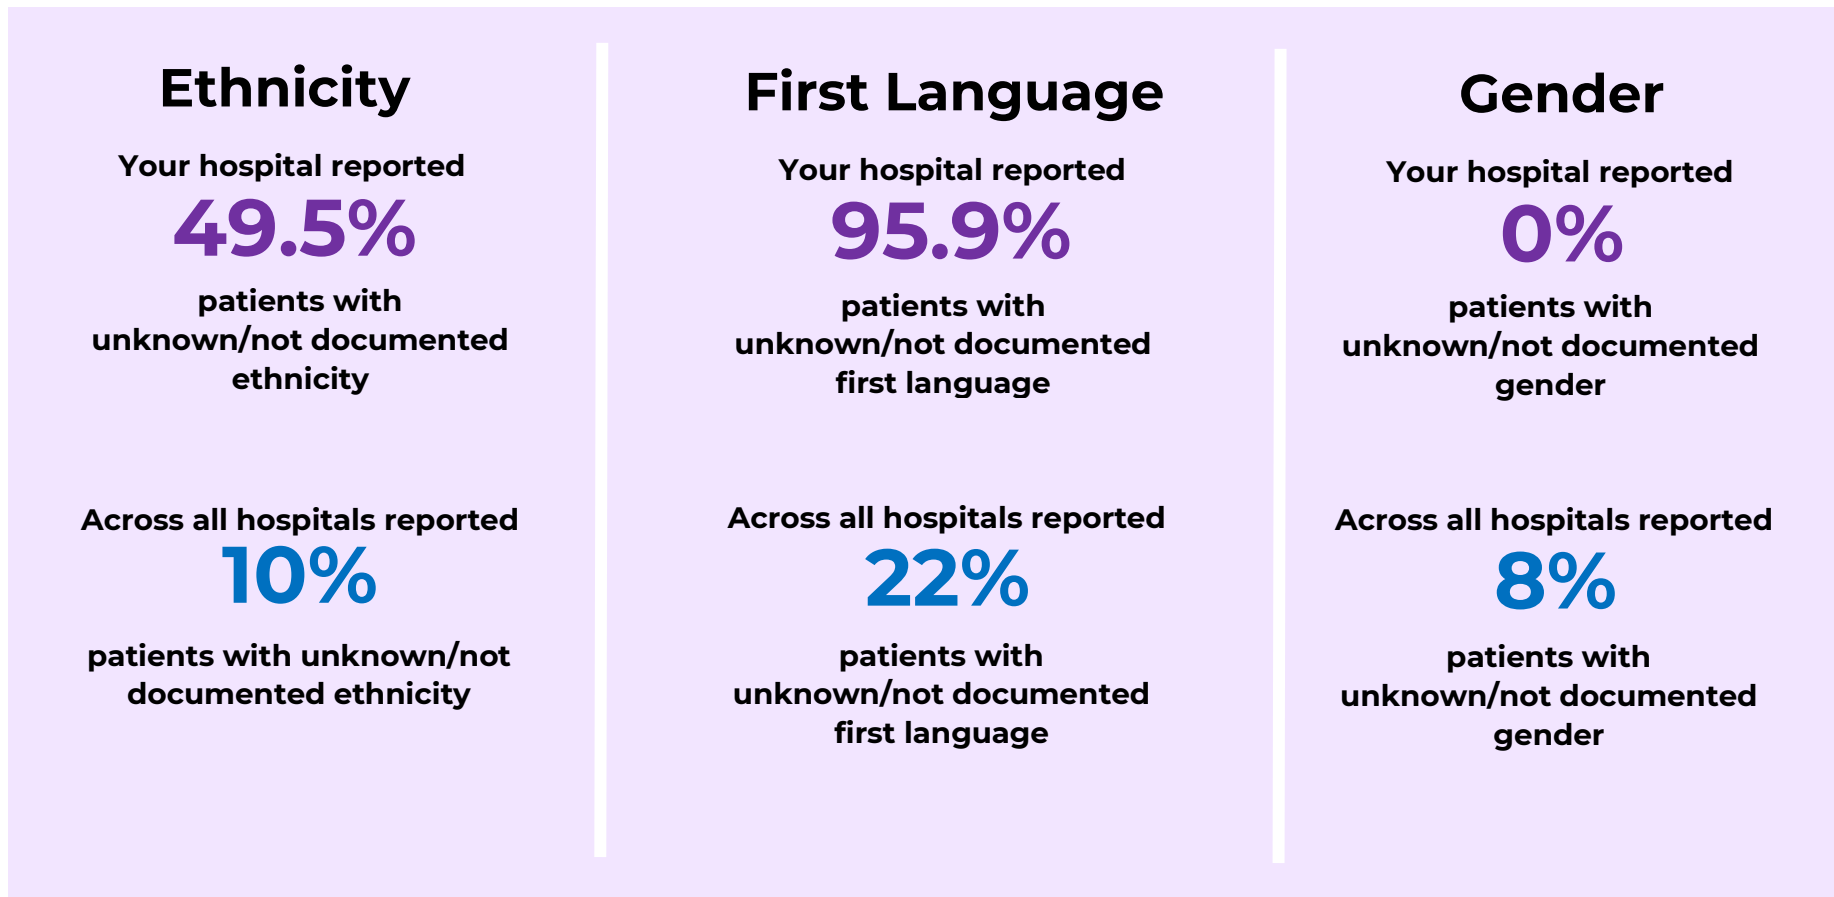 Ethnicity
Your hospital reported
49.5%
patients with
unknown/not documented
ethnicity
Across all hospitals reported
10%
patients with unknown/not
documented ethnicity
First Language
Your hospital reported
95.9%
patients with
unknown/not documented
first language
Across all hospitals reported
22%
patients with
unknown/not documented
first language
Gender
Your hospital reported
0%
patients with
unknown/not documented
gender
Across all hospitals reported
8%
patients with
unknown/not documented
gender